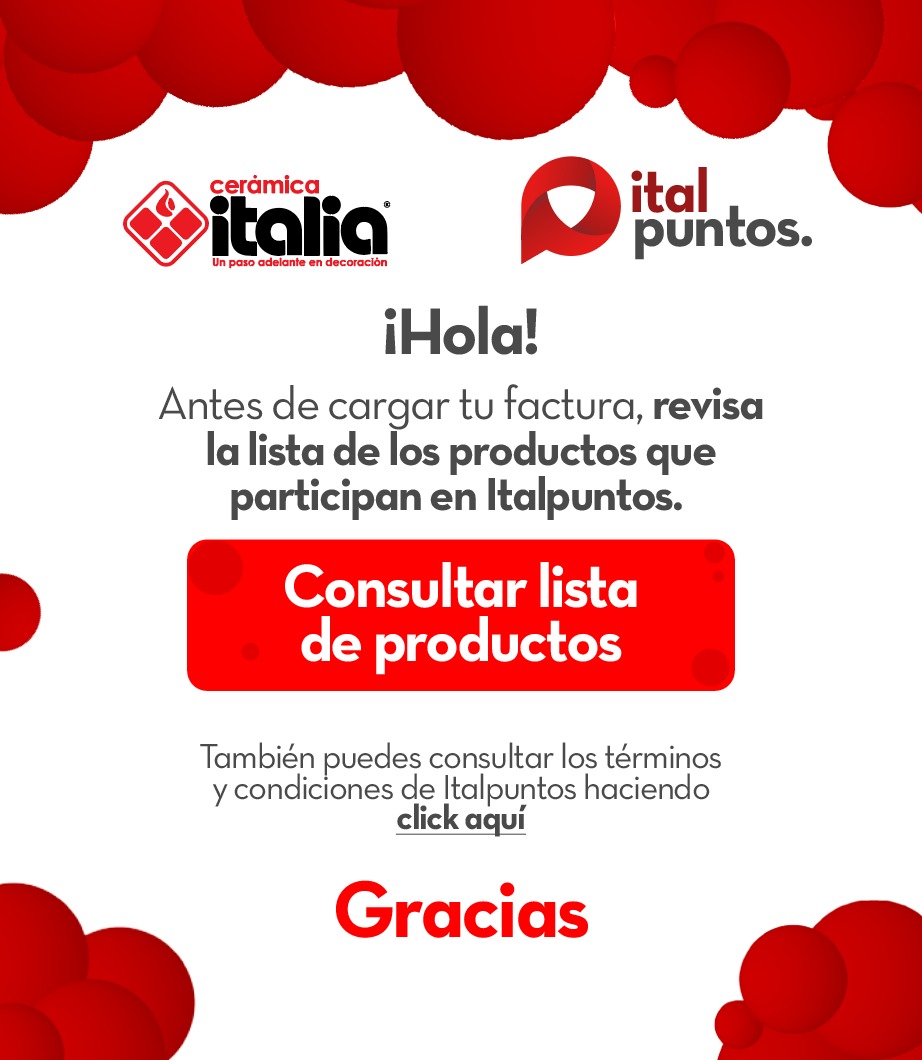 cerámica
italia®
Un paso adelante en decoración
ital
puntos.
¡Hola!
Antes de cargar tu factura, revisa
la lista de los productos que
participan en Italpuntos.
Consultar lista
de productos
También puedes consultar los términos
y condiciones de Italpuntos haciendo
click aquí
Gracias